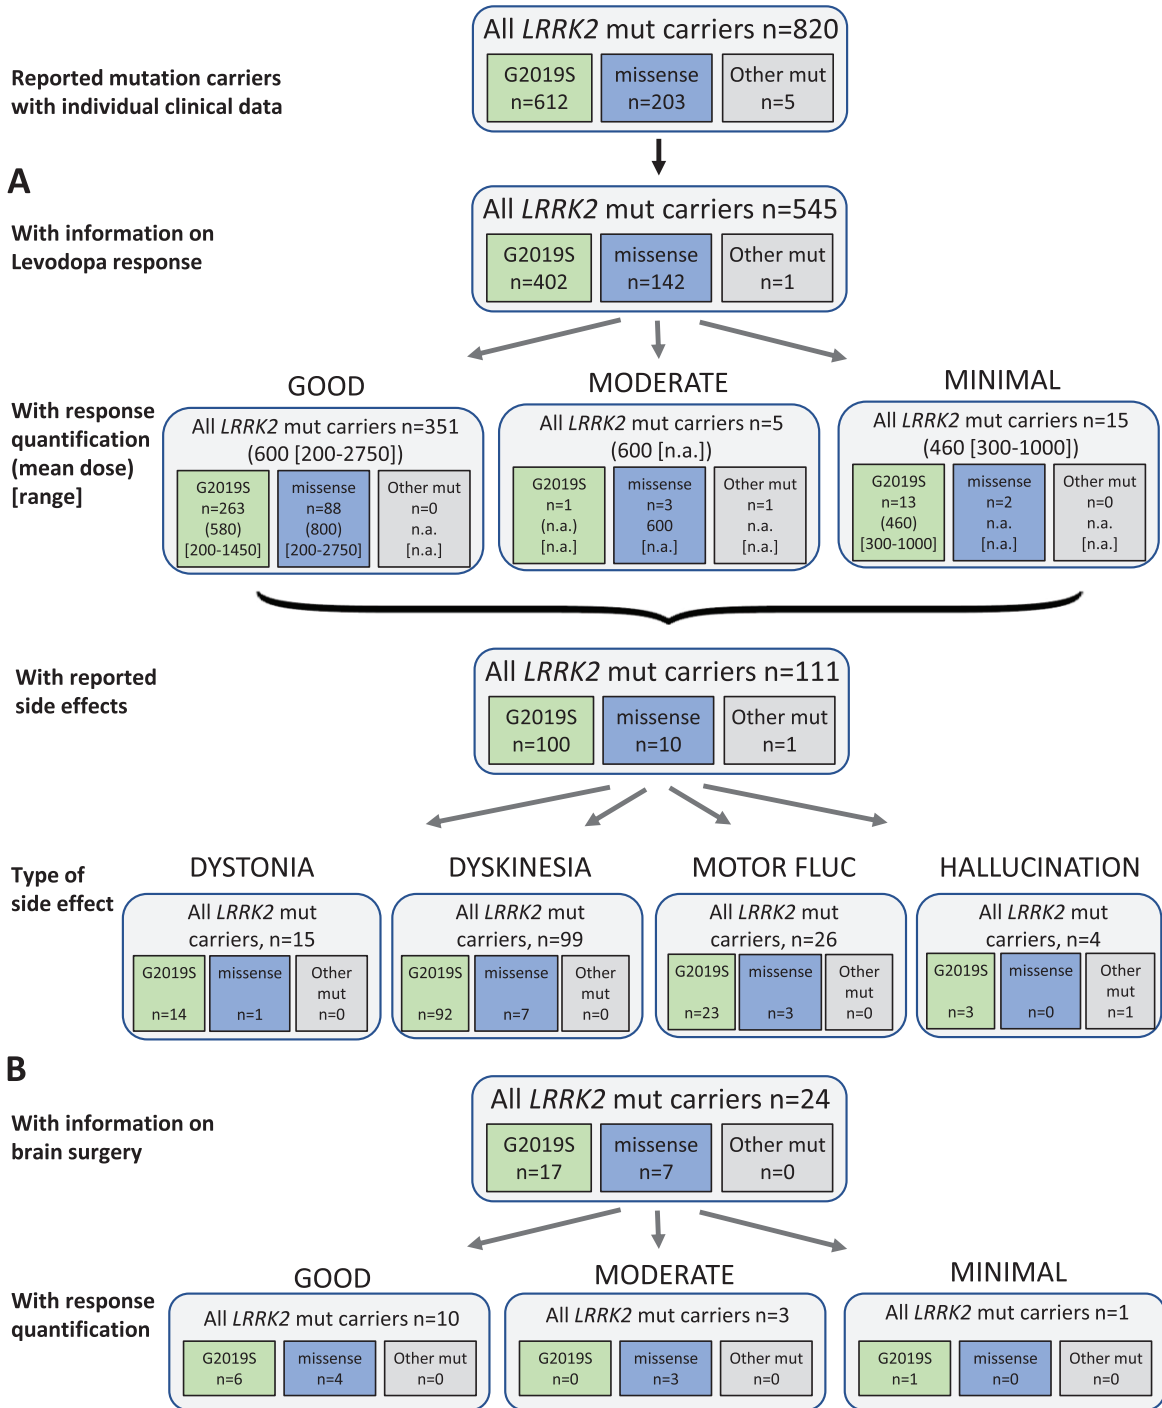 All LRRK2 mut carriers n=820
Reported mutation carriers
with individual clinical data
G2019S
n=612
missense
n=203
Other mut
n=5
A
With information on
Levodopa response
All LRRK2 mut carriers n=545
G2019S
n=402
missense
n=142
Other mut
n=1
With response
quantification
(mean dose)
[range]
GOOD
All LRRK2 mut carriers n=351
(600 [200-2750])
G2019S
n=263
(580)
[200-1450]
missense
n=88
(800)
[200-2750]
Other mut
n=0
n.a.
[n.a.]
MODERATE
All LRRK2 mut carriers n=5
(600 [n.a.])
G2019S
n=1
(n.a.)
[n.a.]
missense
n=3
600
[n.a.]
Other mut
n=1
n.a.
[n.a.]
MINIMAL
All LRRK2 mut carriers n=15
(460 [300-1000])
G2019S
n=13
(460)
[300-1000]
missense
n=2
n.a.
[n.a.]
Other mut
n=0
n.a.
[n.a.]
With reported
side effects
All LRRK2 mut carriers n=111
G2019S
n=100
missense
n=10
Other mut
n=1
Type of
side effect
DYSTONIA
All LRRK2 mut
carriers, n=15
G2019S
n=14
missense
n=1
Other
mut
n=0
DYSKINESIA
All LRRK2 mut
carriers, n=99
G2019S
n=92
missense
n=7
Other
mut
n=0
MOTOR FLUC
All LRRK2 mut
carriers, n=26
G2019S
n=23
missense
n=3
Other
mut
n=0
HALLUCINATION
All LRRK2 mut
carriers, n=4
G2019S
n=3
missense
n=0
Other
mut
n=1
B
With information on
brain surgery
All LRRK2 mut carriers n=24
G2019S
n=17
missense
n=7
Other mut
n=0
With response
quantification
GOOD
All LRRK2 mut carriers n=10
G2019S
n=6
missense
n=4
Other mut
n=0
MODERATE
All LRRK2 mut carriers n=3
G2019S
n=0
missense
n=3
Other mut
n=0
MINIMAL
All LRRK2 mut carriers n=1
G2019S
n=1
missense
n=0
Other mut
n=0